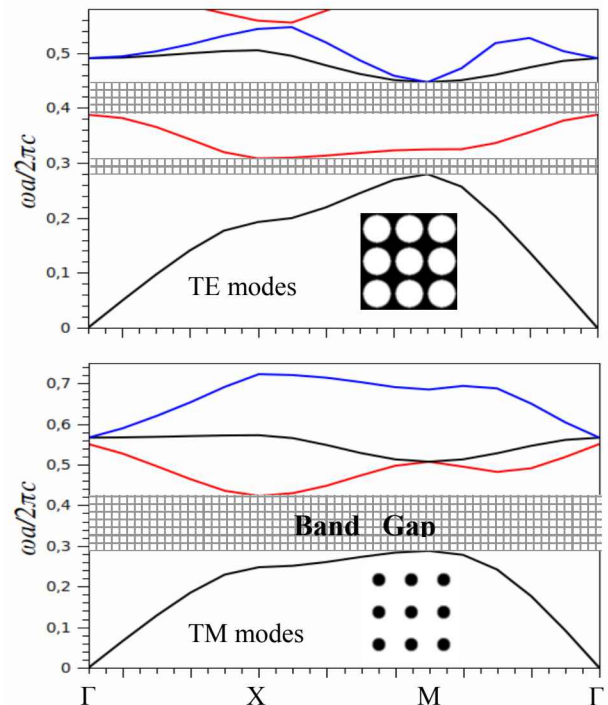 0,5
0,4
0,3
0,2
0,1
0
ωa/2πc
TE modes
0,7
0,6
0,5
0,4
0,3
0,2
0,1
0
ωa/2πc
Band Gap
TM modes
Γ X M Γ